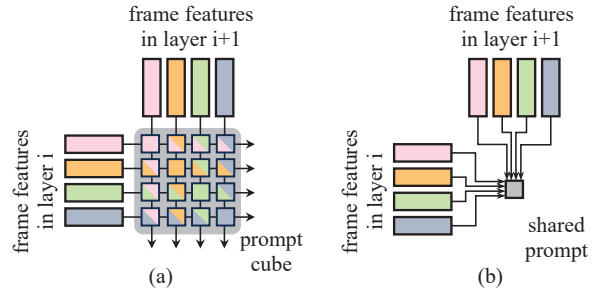 frame features
in layer i+1
frame features
in layer i
prompt
cube
(a)
frame features
in layer i+1
frame features
in layer i
shared
prompt
(b)